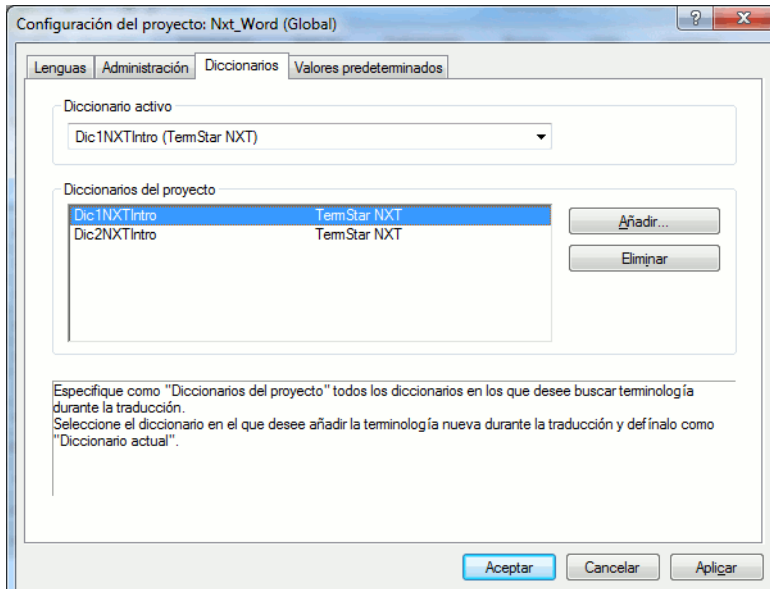 Configuración del proyecto: Nxt_Word (Global)
Lenguas Administración Diccionarios Valores predeterminados
Diccionario activo
Dic1NXTIntro (TermStar NXT)
Diccionarios del proyecto
Dic1NXTIntro TermStar NXT
Dic2NXTIntro TermStar NXT
Añadir...
Eliminar
Especifique como "Diccionarios del proyecto" todos los diccionarios en los que desee buscar terminología
durante la traducción.
Seleccione el diccionario en el que desee añadir la terminología nueva durante la traducción y defínalo como
"Diccionario actual".
Aceptar Cancelar Aplicar